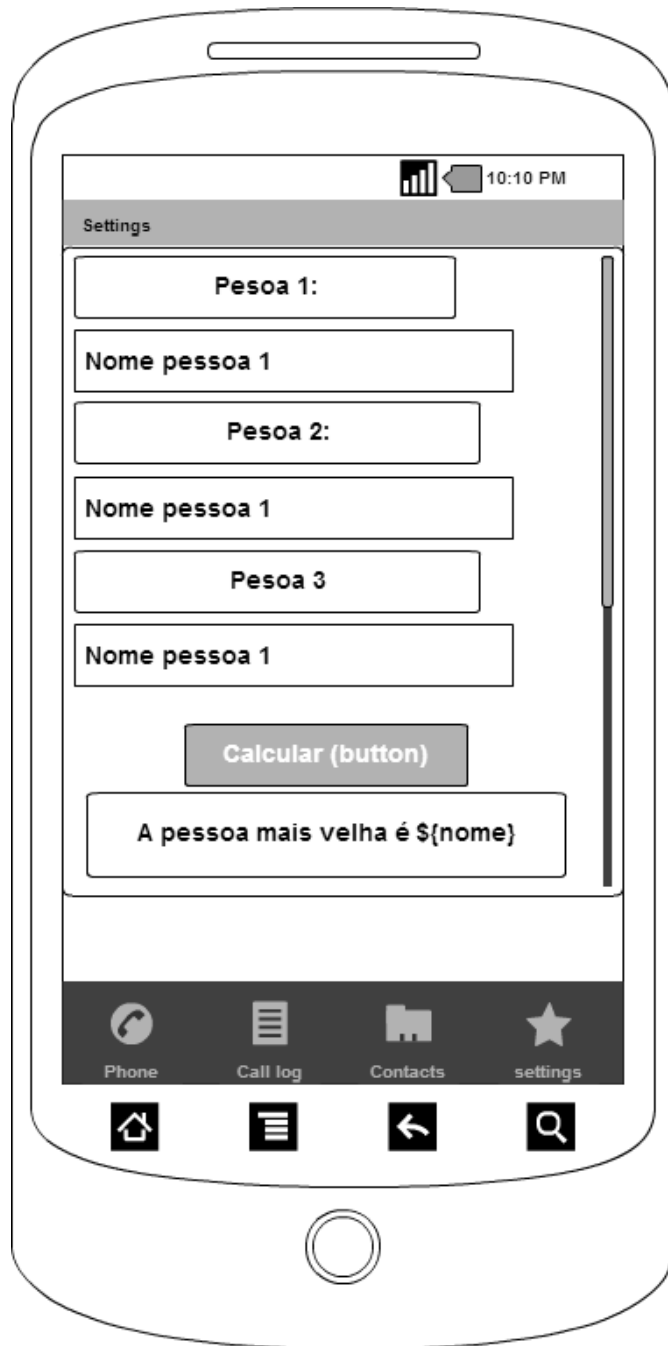 10:10 PM
Settings
Pesoa 1:
Nome pessoa 1
Pesoa 2:
Nome pessoa 1
Pesoa 3
Nome pessoa 1
Calcular (button)
A pessoa mais velha é ${nome}
Phone Call log Contacts settings